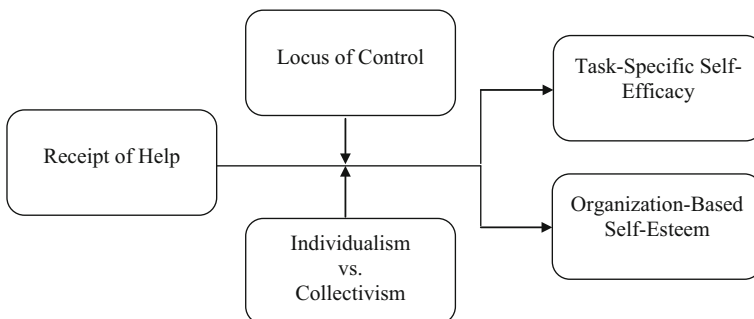 Locus of Control
Task-Specific Self-
Efficacy
Receipt of Help
Organization-Based
Self-Esteem
Individualism
vs.
Collectivism